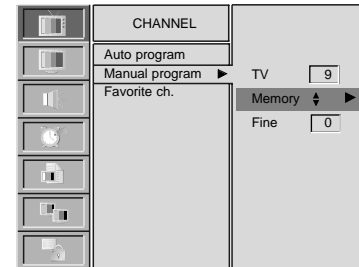 CHANNEL
Auto program
Manual program ▶
Favorite ch.
TV 9
Memory ▲▼ ▶
Fine 0